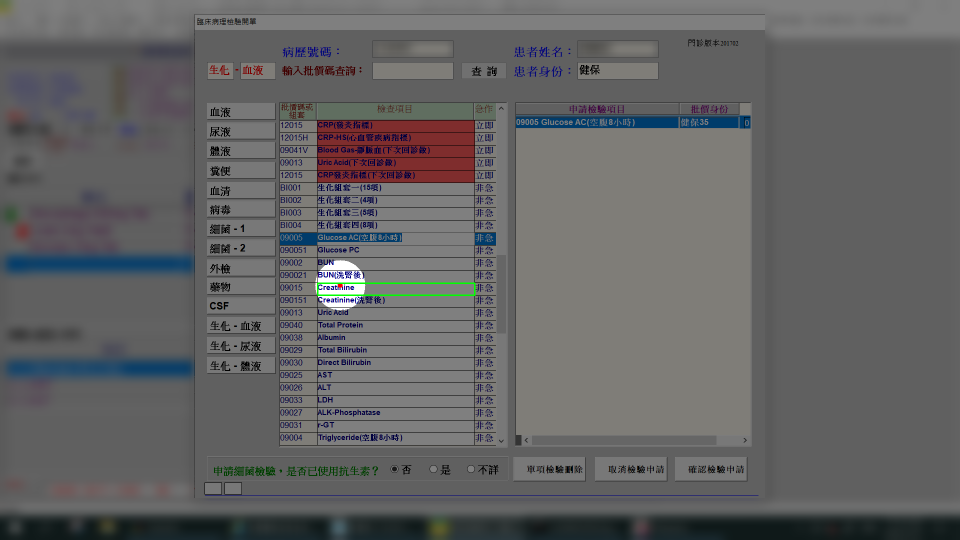 臨床病理檢驗開單
病歷號碼：
患者姓名：
門診版本201702
生化 - 血液
輸入批價碼查詢：
查 詢
患者身份：
健保
血液
尿液
體液
糞便
血清
病毒
細菌 - 1
細菌 - 2
外檢
藥物
CSF
生化 - 血液
生化 - 尿液
生化 - 體液
批價碼或組套 檢查項目 急作
12015 CRP(發炎指標) 立即
12015H CRP-HS(心血管疾病指標) 立即
09041V Blood Gas-靜脈血(下次回診做) 立即
09013 Uric Acid(下次回診做) 立即
12015 CRP發炎指標(下次回診做) 立即
BI001 生化組套一(15項) 非急
BI002 生化組套二(4項) 非急
BI003 生化組套三(5項) 非急
BI004 生化組套四(8項) 非急
09005 Glucose AC(空腹8小時) 非急
090051 Glucose PC 非急
09002 BUN 非急
090021 BUN(洗腎後) 非急
09015 Creatinine 非急
090151 Creatinine(洗腎後) 非急
09013 Uric Acid 非急
09040 Total Protein 非急
09038 Albumin 非急
09029 Total Bilirubin 非急
09030 Direct Bilirubin 非急
09025 AST 非急
09026 ALT 非急
09033 LDH 非急
09027 ALK-Phosphatase 非急
09031 r-GT 非急
09004 Triglyceride(空腹8小時) 非急
申請檢驗項目 批價身份
09005 Glucose AC(空腹8小時) 健保35 0
申請細菌檢驗，是否已使用抗生素？ 否 是 不詳
單項檢驗刪除
取消檢驗申請
確認檢驗申請